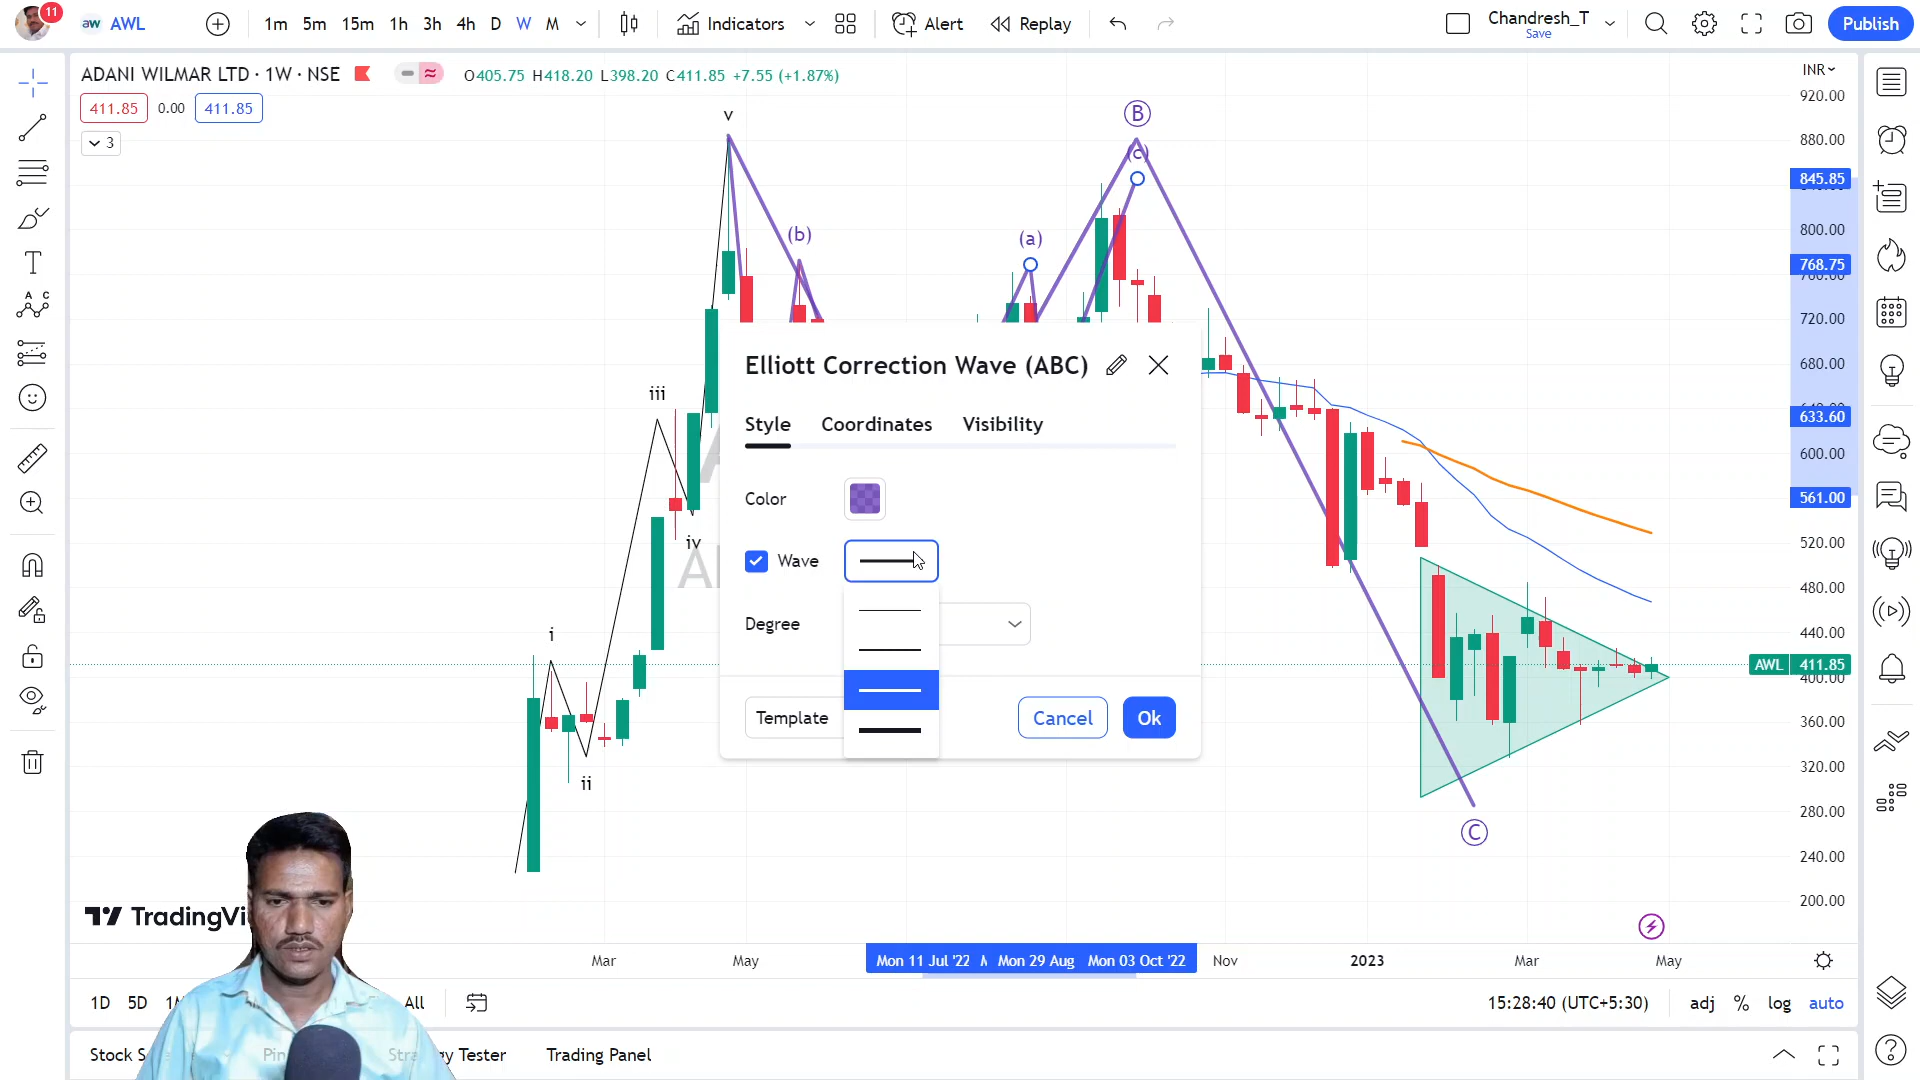 11
aw AWL
1m 5m 15m 1h 3h 4h D W M
Indicators
Alert
Replay
Chandresh_T
Save
Publish
ADANI WILMAR LTD · 1W · NSE
O405.75 H418.20 L398.20 C411.85 +7.55 (+1.87%)
INR
411.85 0.00 411.85
3
v
B
(c)
(b)
(a)
iii
iv
i
ii
C
Elliott Correction Wave (ABC)
Style Coordinates Visibility
Color
Wave
Degree
Template
Cancel
Ok
920.00
880.00
845.85
800.00
768.75
720.00
680.00
633.60
600.00
561.00
520.00
480.00
440.00
AWL 411.85
400.00
360.00
320.00
280.00
240.00
200.00
TradingVi
Mar May Mon 11 Jul '22 Mon 29 Aug Mon 03 Oct '22 Nov 2023 Mar May
1D 5D All
15:28:40 (UTC+5:30) adj % log auto
Stock Tester Trading Panel